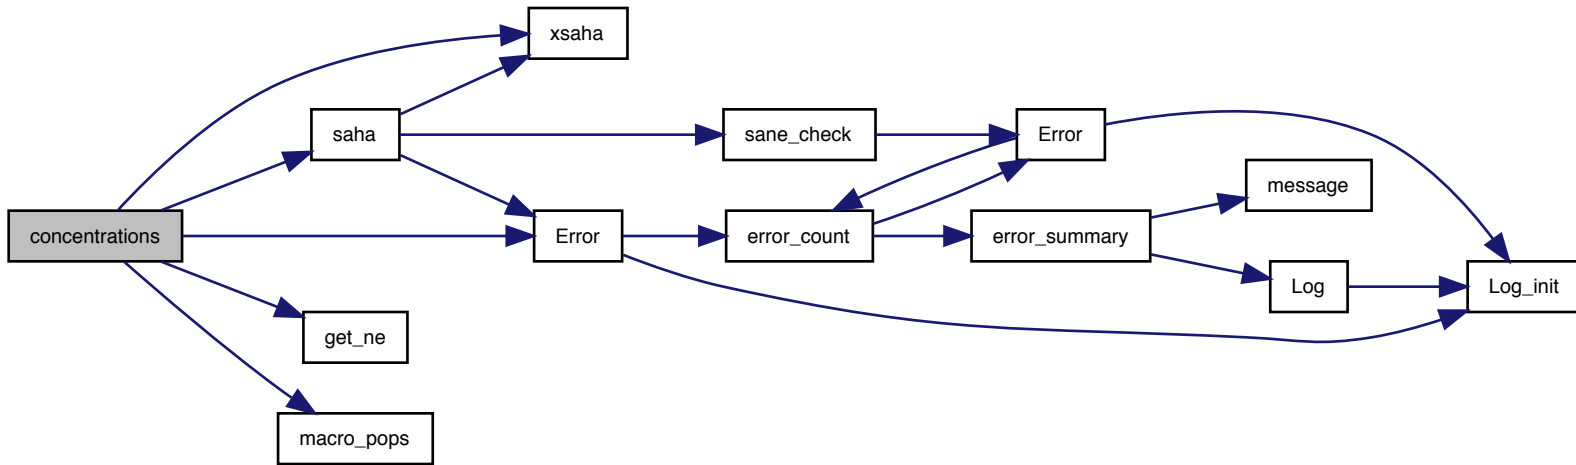 xsaha
saha
sane_check
Error
message
concentrations
Error
error_count
error_summary
Log
Log_init
get_ne
macro_pops